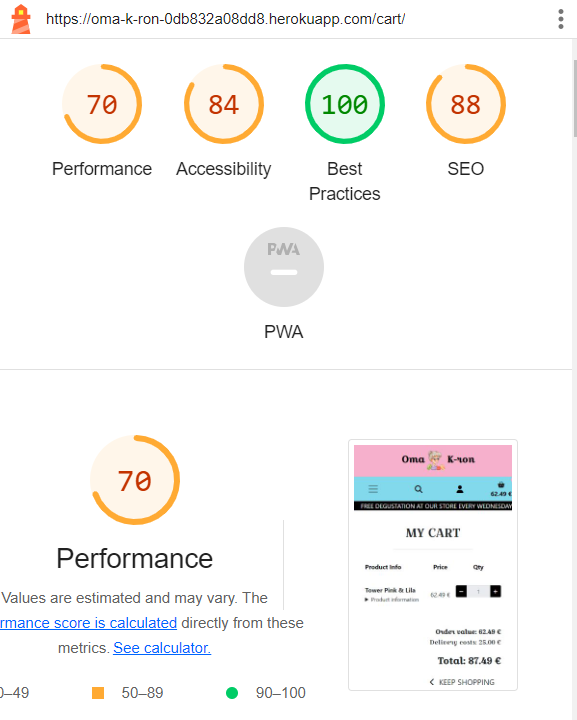 https://oma-k-ron-0db832a08dd8.herokuapp.com/cart/
70
84
100
88
Performance
Accessibility
Best
Practices
SEO
PWA
PWA
70
Performance
Values are estimated and may vary. The
rmance score is calculated directly from these
metrics. See calculator.
0–49
50–89
90–100
Oma K-ron
62.49 €
FREE DEGUSTATION AT OUR STORE EVERY WEDNESDAY
MY CART
Product Info Price Qty
Tower Pink & Lila
Product information
62.49 € − 1 +
Order value: 62.49 €
Delivery costs: 25.00 €
Total: 87.49 €
KEEP SHOPPING